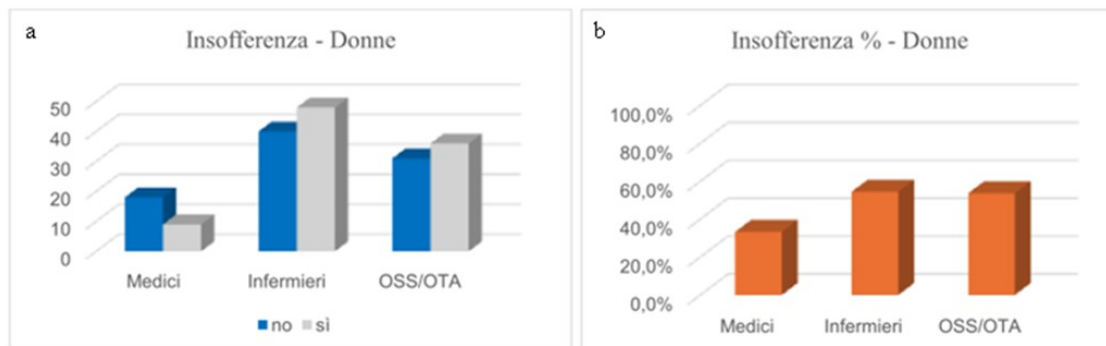 a
Insofferenza - Donne
50
40
30
20
10
0
Medici Infermieri OSS/OTA
no sì
b
Insofferenza % - Donne
100,0%
80,0%
60,0%
40,0%
20,0%
0,0%
Medici Infermieri OSS/OTA